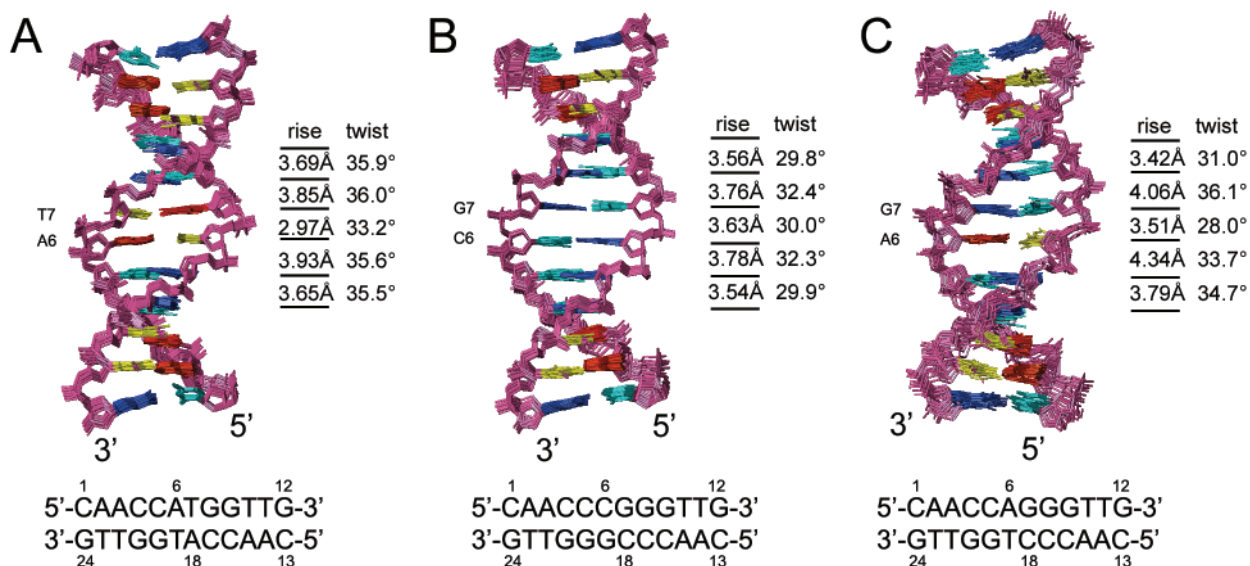 A
rise twist
3.69Å 35.9°
3.85Å 36.0°
2.97Å 33.2°
3.93Å 35.6°
3.65Å 35.5°
T7
A6
3’ 5’
1 6 12
5’-CAACCATGGTTG-3’
3’-GTTGGTACCAAC-5’
24 18 13
B
rise twist
3.56Å 29.8°
3.76Å 32.4°
3.63Å 30.0°
3.78Å 32.3°
3.54Å 29.9°
G7
C6
3’ 5’
1 6 12
5’-CAACCCGGGTTG-3’
3’-GTTGGGCCCAAC-5’
24 18 13
C
rise twist
3.42Å 31.0°
4.06Å 36.1°
3.51Å 28.0°
4.34Å 33.7°
3.79Å 34.7°
G7
A6
3’ 5’
1 6 12
5’-CAACCAGGGTTG-3’
3’-GTTGGTCCCAAC-5’
24 18 13